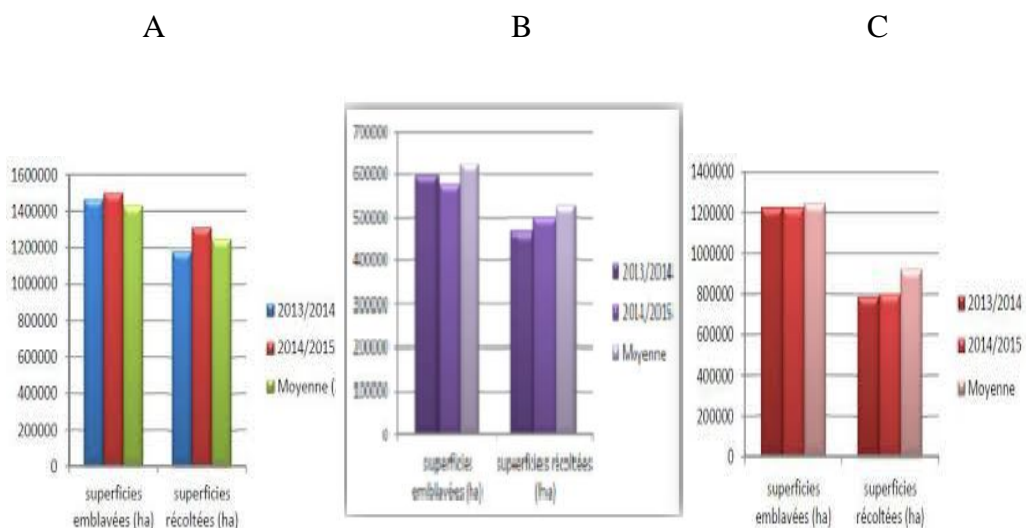 A
B
C
1600000
1400000
1200000
1000000
800000
600000
400000
200000
0
superficies
emblavées (ha)
superficies
récoltées (ha)
2013/2014
2014/2015
Moyenne (
700000
600000
500000
400000
300000
200000
100000
0
superficies
emblavées (ha)
superficies récoltées
(ha)
2013/2014
2014/2015
Moyenne
1400000
1200000
1000000
800000
600000
400000
200000
0
superficies
emblavées (ha)
superficies
récoltées (ha)
2013/2014
2014/2015
Moyenne